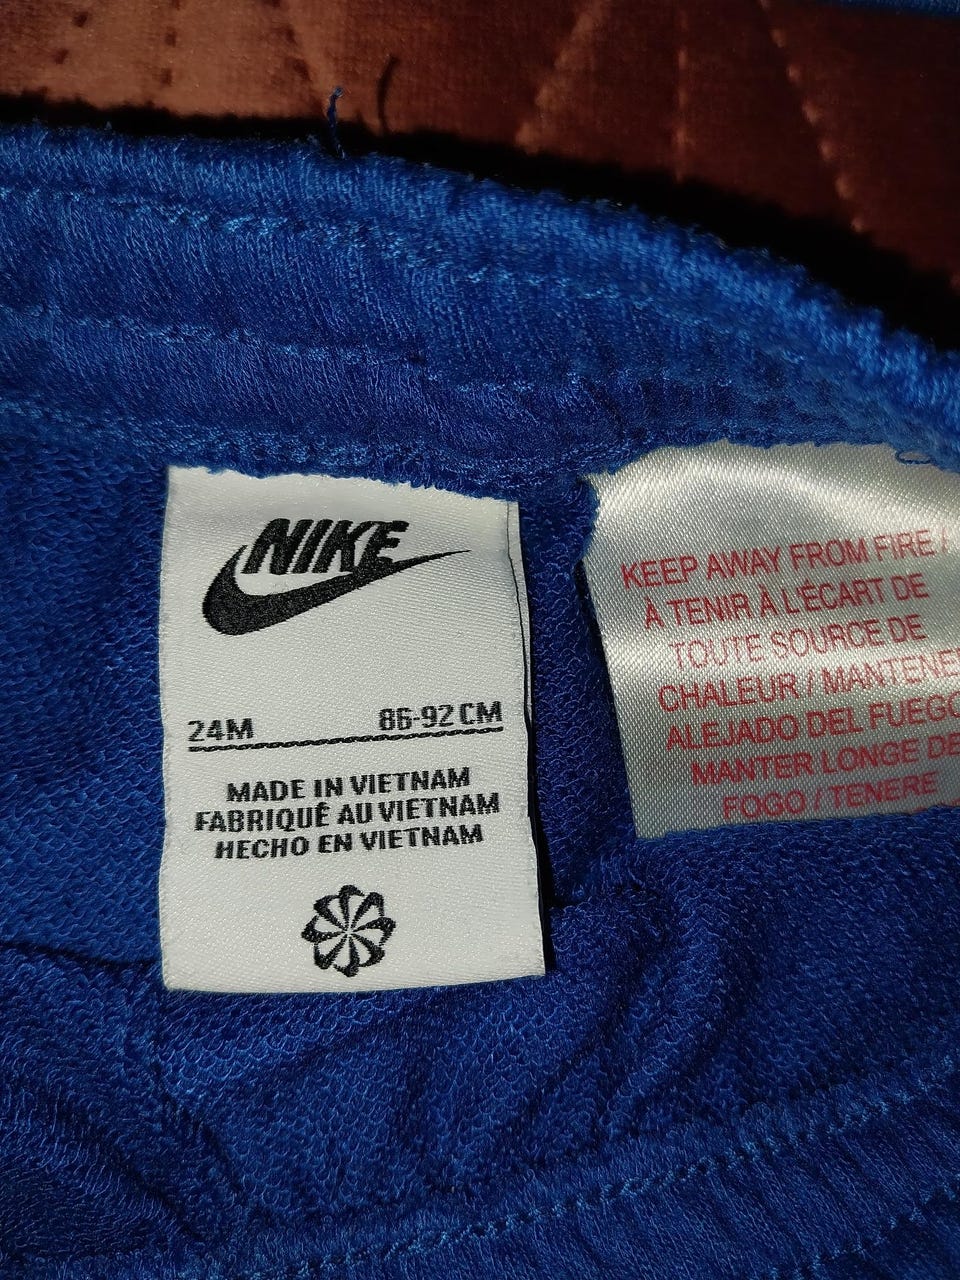 NIKE
24M 86-92 CM
MADE IN VIETNAM
FABRIQUÉ AU VIETNAM
HECHO EN VIETNAM
KEEP AWAY FROM FIRE /
À TENIR À L'ÉCART DE
TOUTE SOURCE DE
CHALEUR / MANTENE
ALEJADO DEL FUEGO
MANTER LONGE DE
FOGO / TENERE